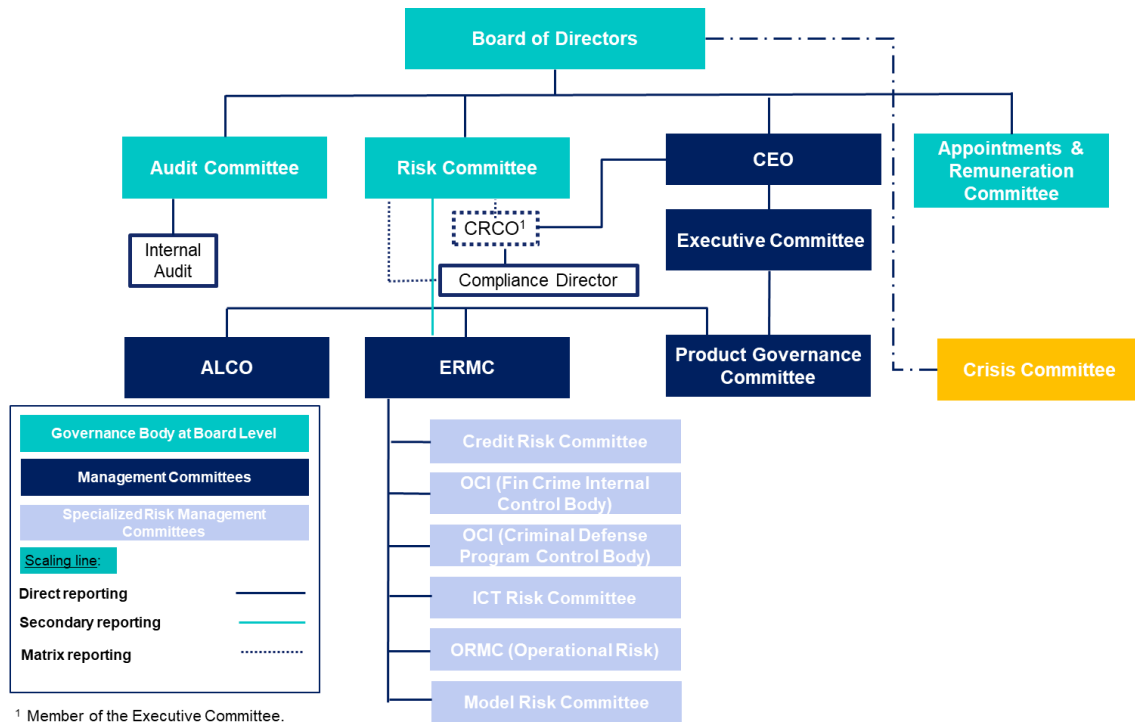 Board of Directors
Audit Committee
Risk Committee
CEO
Appointments &
Remuneration
Committee
CRCO¹
Executive Committee
Internal
Audit
Compliance Director
ALCO
ERMC
Product Governance
Committee
Crisis Committee
Governance Body at Board Level
Management Committees
Specialized Risk Management
Committees
Scaling line:
Direct reporting
Secondary reporting
Matrix reporting
Credit Risk Committee
OCI (Fin Crime Internal
Control Body)
OCI (Criminal Defense
Program Control Body)
ICT Risk Committee
ORMC (Operational Risk)
Model Risk Committee
¹ Member of the Executive Committee.